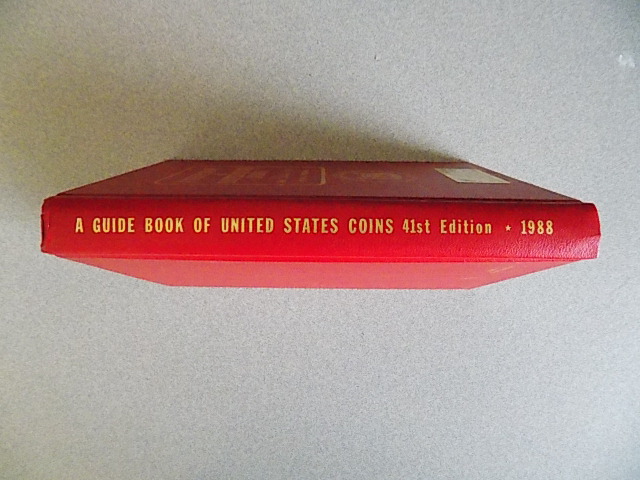 A GUIDE BOOK OF UNITED STATES COINS 41st Edition ★ 1988